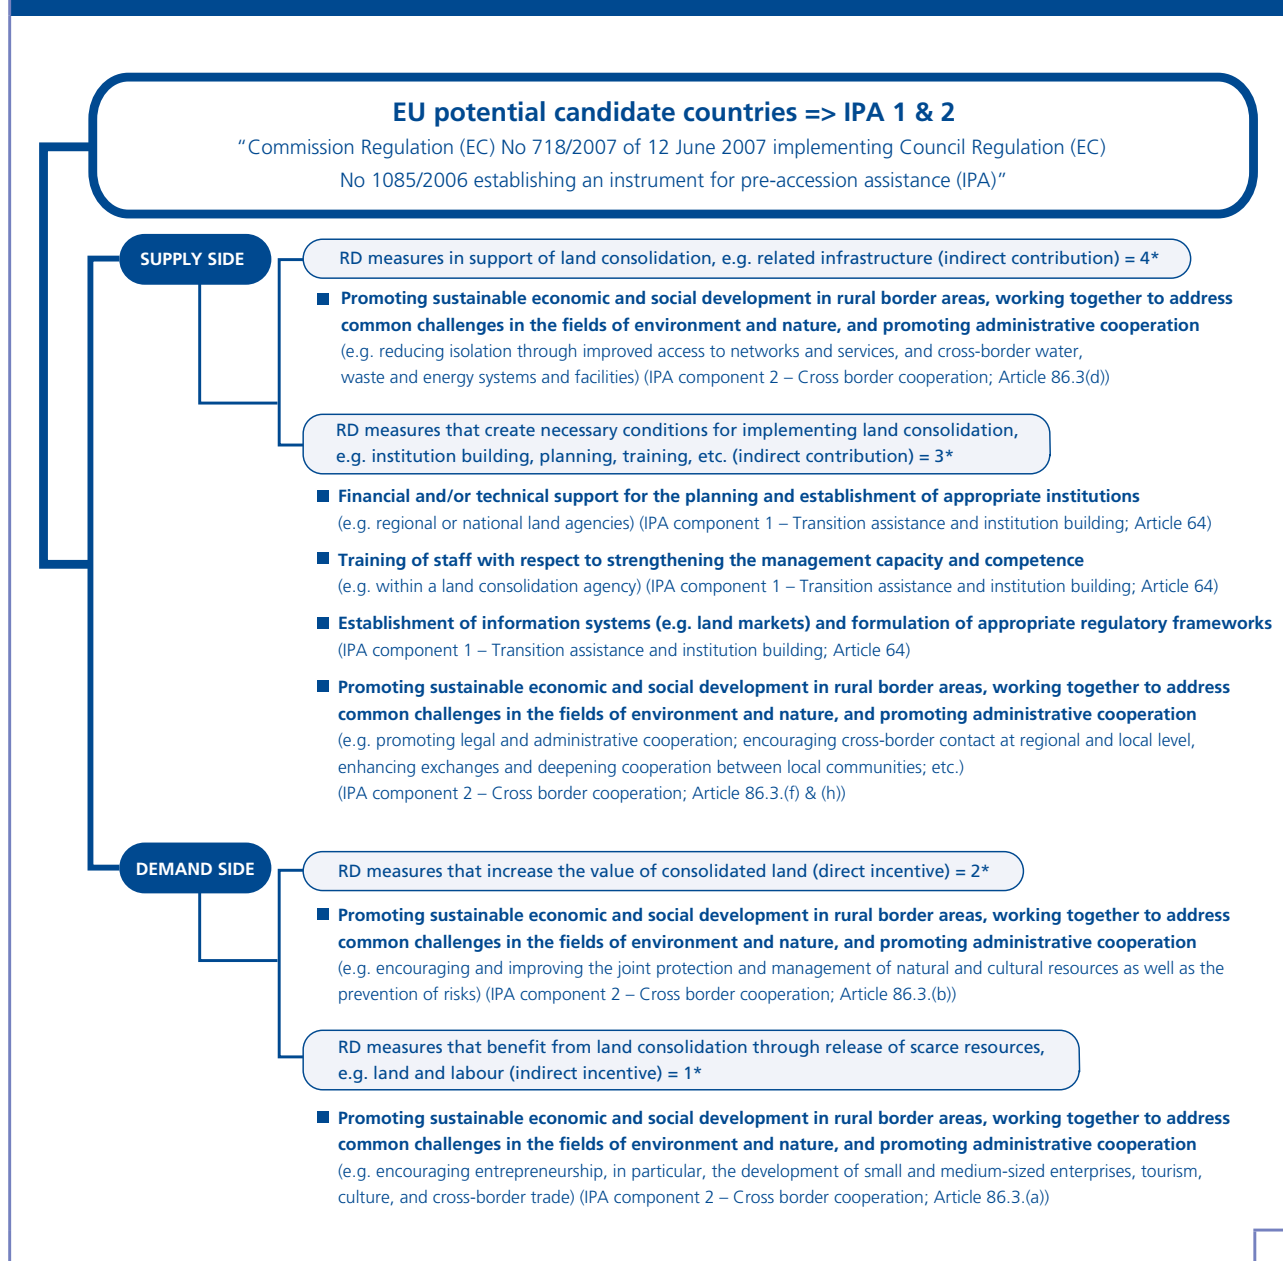 EU potential candidate countries => IPA 1 & 2
“Commission Regulation (EC) No 718/2007 of 12 June 2007 implementing Council Regulation (EC)
No 1085/2006 establishing an instrument for pre-accession assistance (IPA)”
SUPPLY SIDE
RD measures in support of land consolidation, e.g. related infrastructure (indirect contribution) = 4*
■ Promoting sustainable economic and social development in rural border areas, working together to address
common challenges in the fields of environment and nature, and promoting administrative cooperation
(e.g. reducing isolation through improved access to networks and services, and cross-border water,
waste and energy systems and facilities) (IPA component 2 – Cross border cooperation; Article 86.3(d))
RD measures that create necessary conditions for implementing land consolidation,
e.g. institution building, planning, training, etc. (indirect contribution) = 3*
■ Financial and/or technical support for the planning and establishment of appropriate institutions
(e.g. regional or national land agencies) (IPA component 1 – Transition assistance and institution building; Article 64)
■ Training of staff with respect to strengthening the management capacity and competence
(e.g. within a land consolidation agency) (IPA component 1 – Transition assistance and institution building; Article 64)
■ Establishment of information systems (e.g. land markets) and formulation of appropriate regulatory frameworks
(IPA component 1 – Transition assistance and institution building; Article 64)
■ Promoting sustainable economic and social development in rural border areas, working together to address
common challenges in the fields of environment and nature, and promoting administrative cooperation
(e.g. promoting legal and administrative cooperation; encouraging cross-border contact at regional and local level,
enhancing exchanges and deepening cooperation between local communities; etc.)
(IPA component 2 – Cross border cooperation; Article 86.3.(f) & (h))
DEMAND SIDE
RD measures that increase the value of consolidated land (direct incentive) = 2*
■ Promoting sustainable economic and social development in rural border areas, working together to address
common challenges in the fields of environment and nature, and promoting administrative cooperation
(e.g. encouraging and improving the joint protection and management of natural and cultural resources as well as the
prevention of risks) (IPA component 2 – Cross border cooperation; Article 86.3.(b))
RD measures that benefit from land consolidation through release of scarce resources,
e.g. land and labour (indirect incentive) = 1*
■ Promoting sustainable economic and social development in rural border areas, working together to address
common challenges in the fields of environment and nature, and promoting administrative cooperation
(e.g. encouraging entrepreneurship, in particular, the development of small and medium-sized enterprises, tourism,
culture, and cross-border trade) (IPA component 2 – Cross border cooperation; Article 86.3.(a))